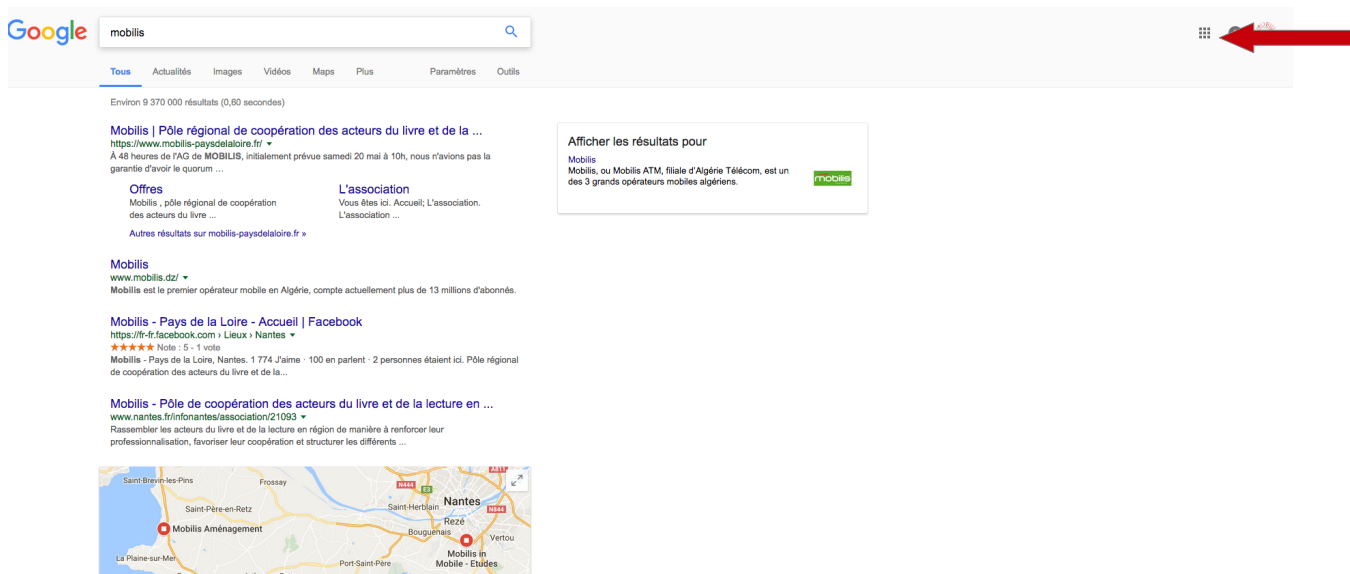 Google
mobilis
Tous Actualités Images Vidéos Maps Plus Paramètres Outils
Environ 9 370 000 résultats (0,60 secondes)
Mobilis | Pôle régional de coopération des acteurs du livre et de la ...
https://www.mobilis-paysdelaloire.fr/
À 48 heures de l'AG de MOBILIS, initialement prévue samedi 20 mai à 10h, nous n'avions pas la
garantie d'avoir le quorum ...
Offres
Mobilis , pôle régional de coopération
des acteurs du livre ...
L'association
Vous êtes ici. Accueil; L'association.
L'association ...
Autres résultats sur mobilis-paysdelaloire.fr »
Mobilis
www.mobilis.dz/
Mobilis est le premier opérateur mobile en Algérie, compte actuellement plus de 13 millions d'abonnés.
Mobilis - Pays de la Loire - Accueil | Facebook
https://fr-fr.facebook.com › Lieux › Nantes
★★★★★ Note : 5 - 1 vote
Mobilis - Pays de la Loire, Nantes. 1 774 J'aime · 100 en parlent · 2 personnes étaient ici. Pôle régional
de coopération des acteurs du livre et de la...
Mobilis - Pôle de coopération des acteurs du livre et de la lecture en ...
www.nantes.fr/infonantes/association/21093
Rassembler les acteurs du livre et de la lecture en région de manière à renforcer leur
professionnalisation, favoriser leur coopération et structurer les différents ...
Afficher les résultats pour
Mobilis
Mobilis, ou Mobilis ATM, filiale d'Algérie Télécom, est un
des 3 grands opérateurs mobiles algériens.
mobilis
A811
Saint-Brevin-les-Pins
Frossay
N444
E3
Nantes
Saint-Père-en-Retz
Saint-Herblain
N844
Rezé
Mobilis Aménagement
Bouguenais
Vertou
La Plaine-sur-Mer
Port-Saint-Père
Mobilis in
Mobile - Etudes